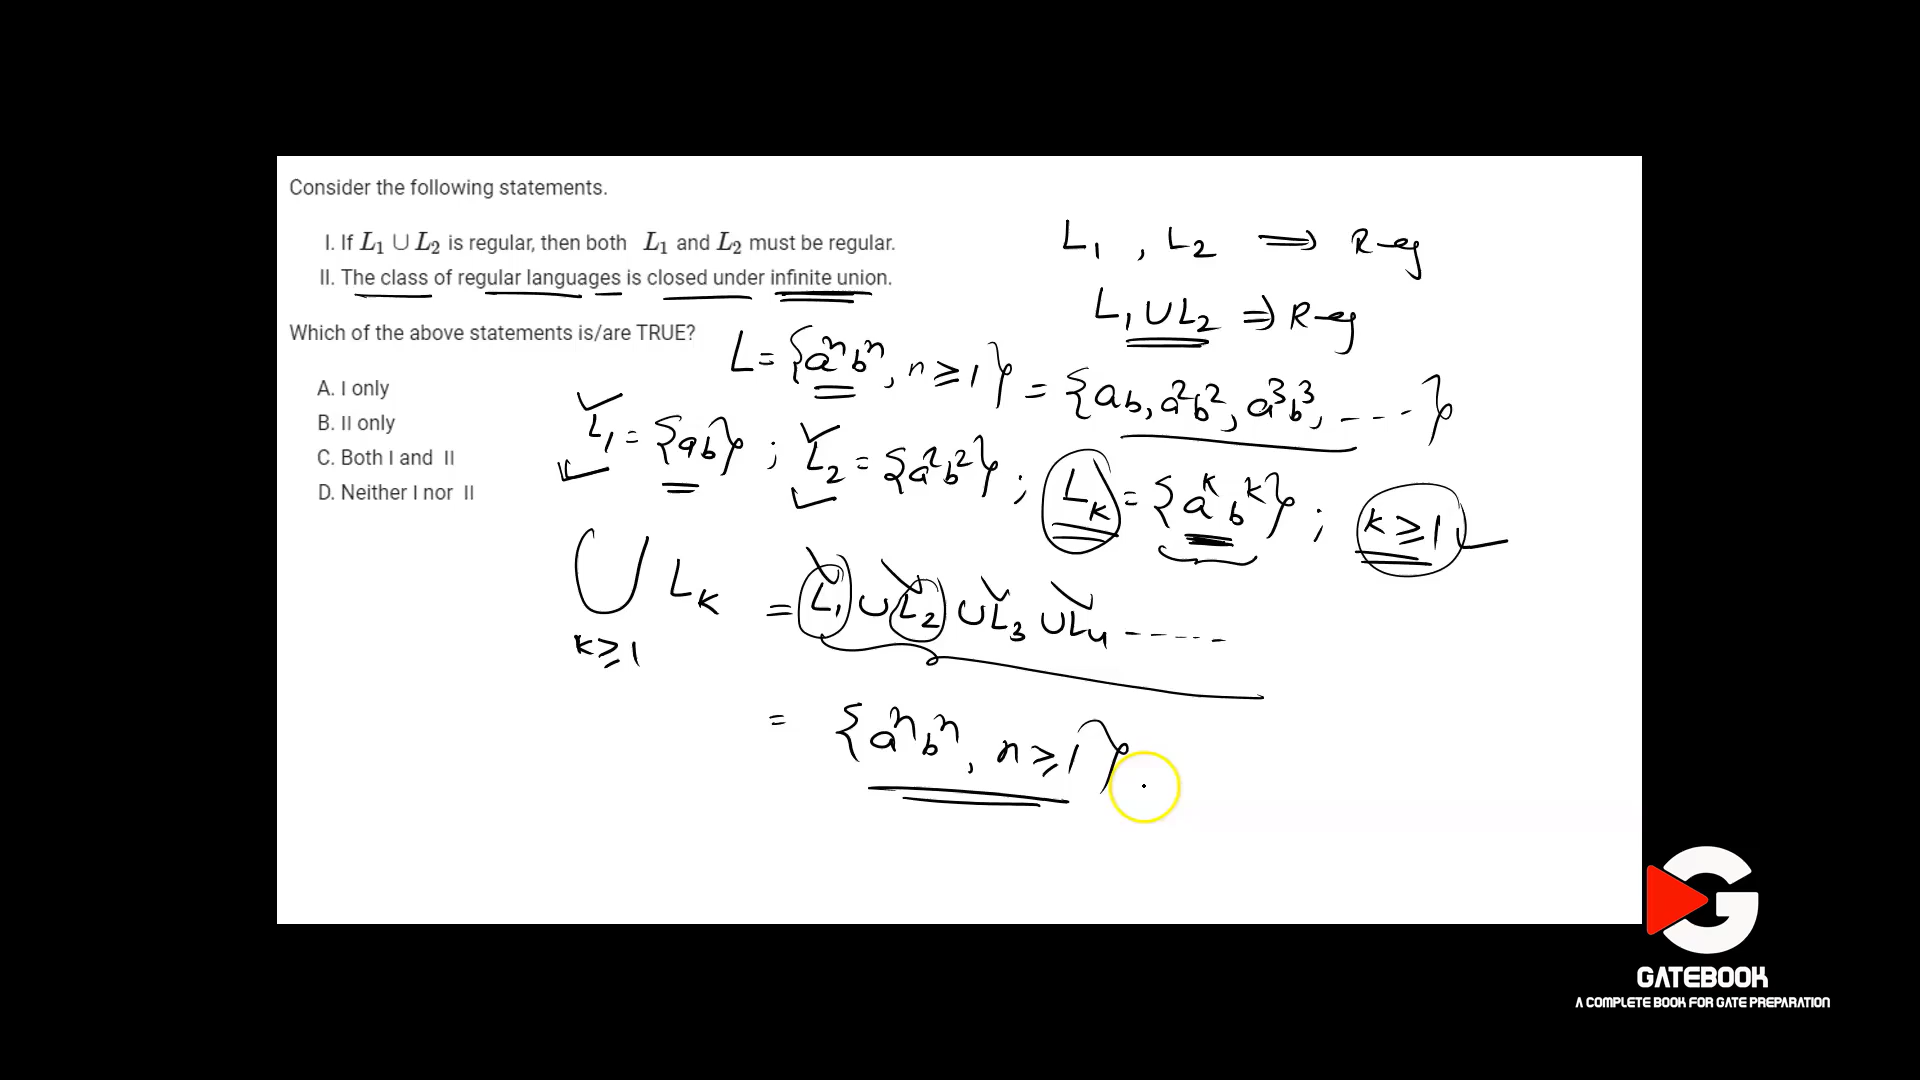 Consider the following statements.
I. If L₁ ∪ L₂ is regular, then both L₁ and L₂ must be regular.
II. The class of regular languages is closed under infinite union.
Which of the above statements is/are TRUE?
A. I only
B. II only
C. Both I and II
D. Neither I nor II
L₁ , L₂ ⟹ Reg
L₁ ∪ L₂ ⇒ Reg
L = {aⁿbⁿ, n ≥ 1} = {ab, a²b², a³b³, ----}
L₁ = {ab} ; L₂ = {a²b²} ; Lₖ = {aᵏbᵏ} ; k ≥ 1
∪ Lₖ = L₁ ∪ L₂ ∪ L₃ ∪ L₄ -----
k ≥ 1
= {aⁿbⁿ, n ≥ 1}
GATEBOOK
A COMPLETE BOOK FOR GATE PREPARATION